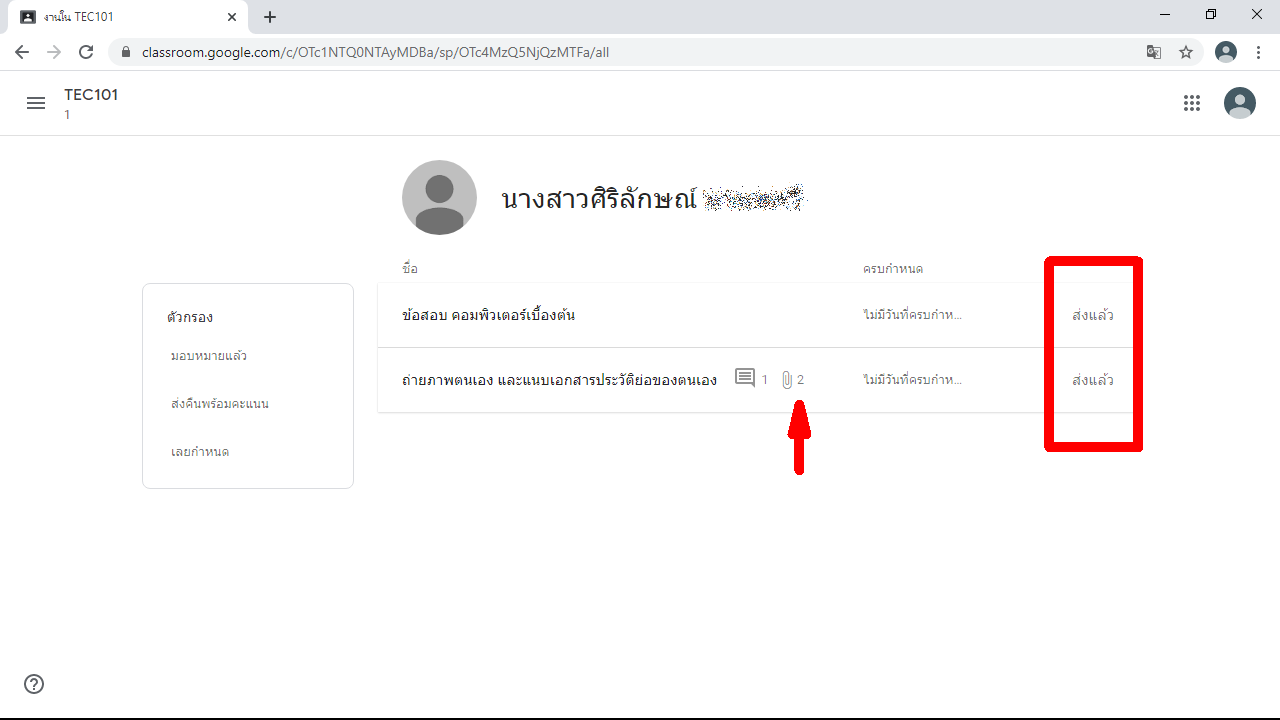 งานใน TEC101
classroom.google.com/c/OTc1NTQ0NTAyMDBa/sp/OTc4MzQ5NjQzMTFa/all
TEC101
1
นางสาวศิริลักษณ์
ชื่อ ครบกำหนด
ตัวกรอง
มอบหมายแล้ว
ส่งคืนพร้อมคะแนน
เลยกำหนด
ข้อสอบ คอมพิวเตอร์เบื้องต้น ไม่มีวันที่ครบกำห... ส่งแล้ว
ถ่ายภาพตนเอง และแนบเอกสารประวัติย่อของตนเอง 1 2 ไม่มีวันที่ครบกำห... ส่งแล้ว